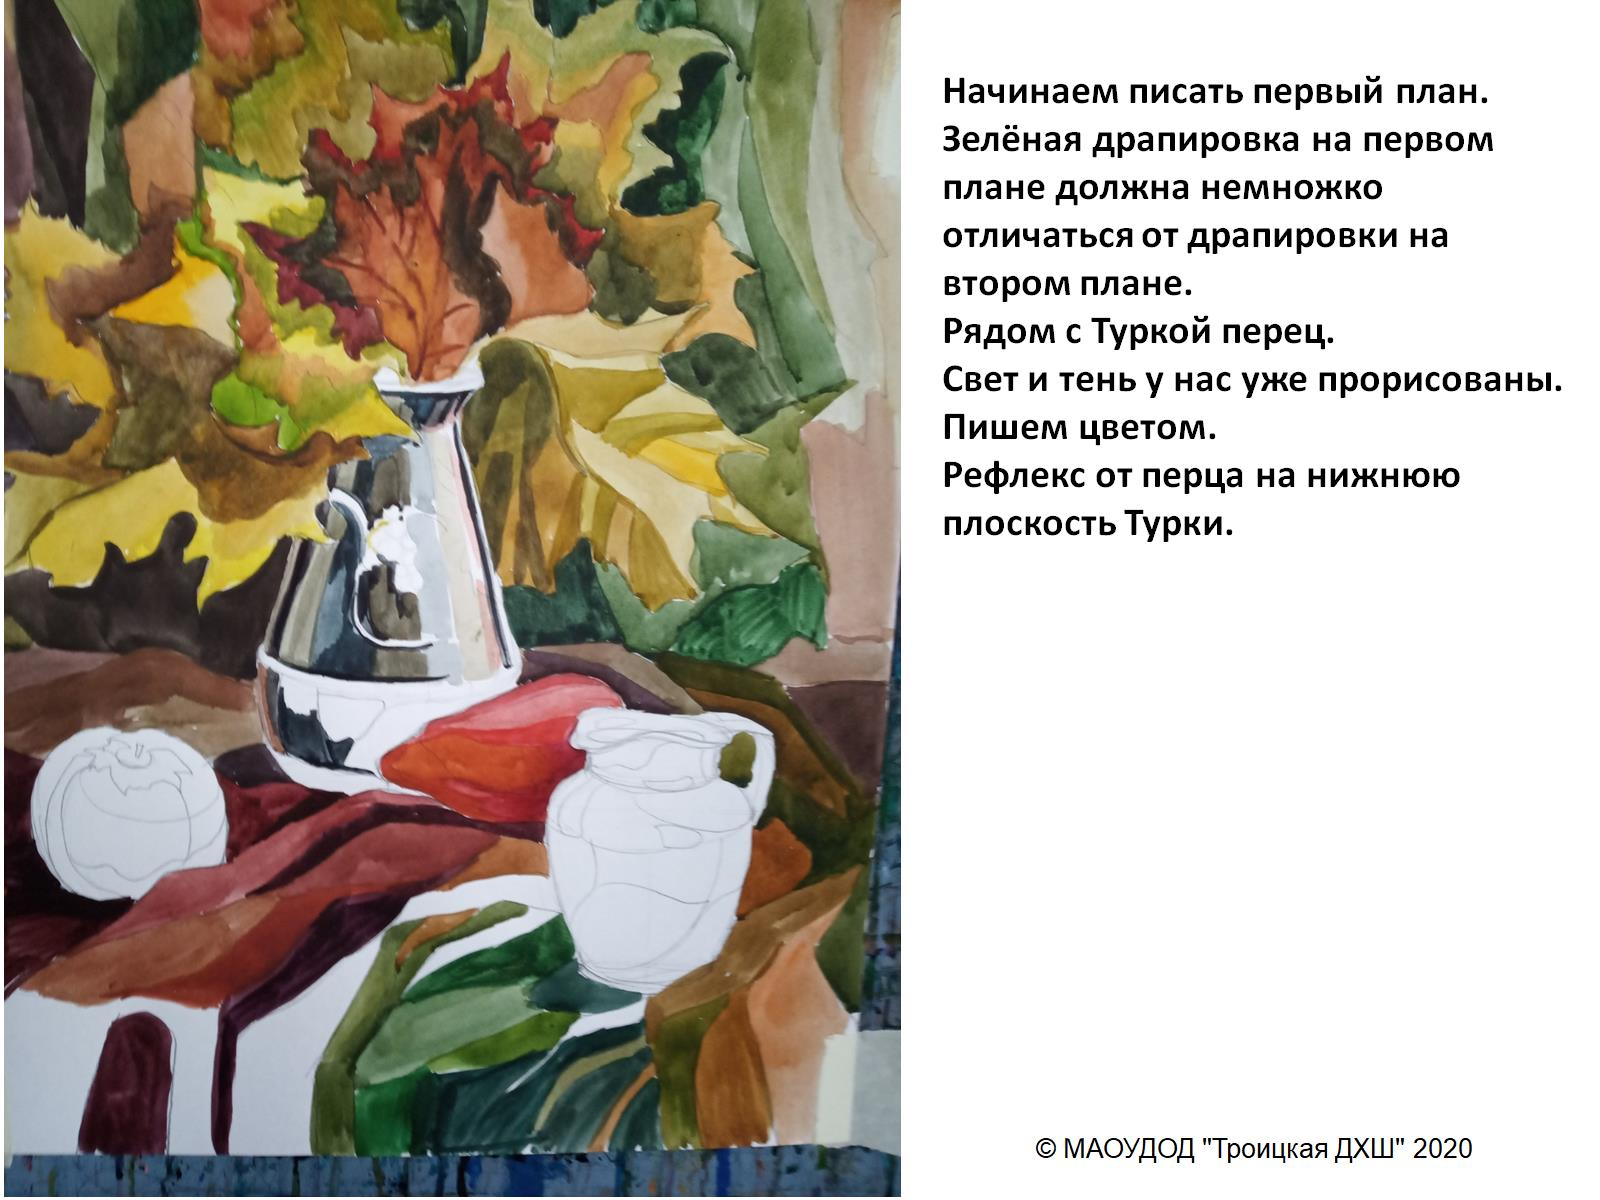 Начинаем писать первый план.
Зелёная драпировка на первом
плане должна немножко
отличаться от драпировки на
втором плане.
Рядом с Туркой перец.
Свет и тень у нас уже прорисованы.
Пишем цветом.
Рефлекс от перца на нижнюю
плоскость Турки.
© МАОУДОД "Троицкая ДХШ" 2020